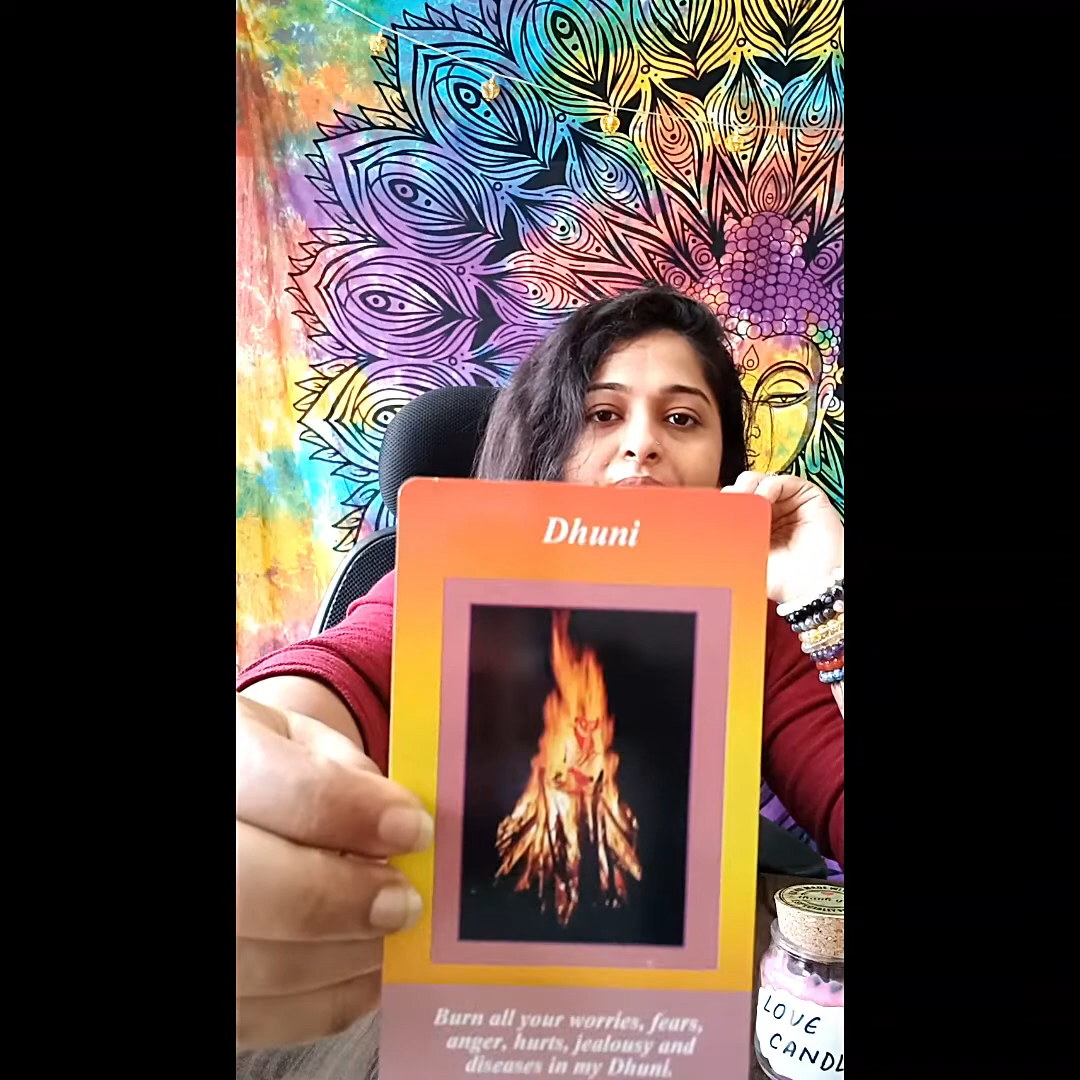 Dhuni
Burn all your worries, fears,
anger, hurts, jealousy and
diseases in my Dhuni.
LOVE
CANDL